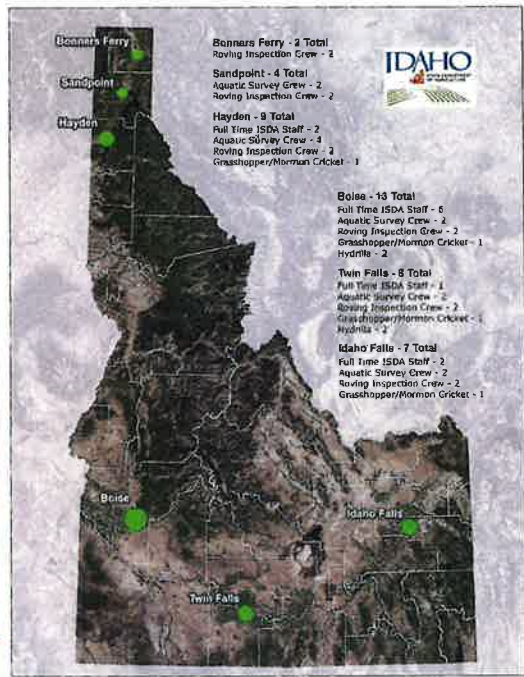 Bonners Ferry
Sandpoint
Hayden
Bonners Ferry - 2 Total
Roving Inspection Crew - 2
Sandpoint - 4 Total
Aquatic Survey Crew - 2
Roving Inspection Crew - 2
Hayden - 9 Total
Full Time ISDA Staff - 2
Aquatic Survey Crew - 4
Roving Inspection Crew - 2
Grasshopper/Mormon Cricket - 1
IDAHO
STATE DEPARTMENT
OF AGRICULTURE
Boise - 13 Total
Full Time ISDA Staff - 6
Aquatic Survey Crew - 2
Roving Inspection Crew - 2
Grasshopper/Mormon Cricket - 1
Hydrilla - 2
Twin Falls - 8 Total
Full Time ISDA Staff - 1
Aquatic Survey Crew - 2
Roving Inspection Crew - 2
Grasshopper/Mormon Cricket - 1
Hydrilla - 2
Idaho Falls - 7 Total
Full Time ISDA Staff - 2
Aquatic Survey Crew - 2
Roving Inspection Crew - 2
Grasshopper/Mormon Cricket - 1
Boise
Idaho Falls
Twin Falls